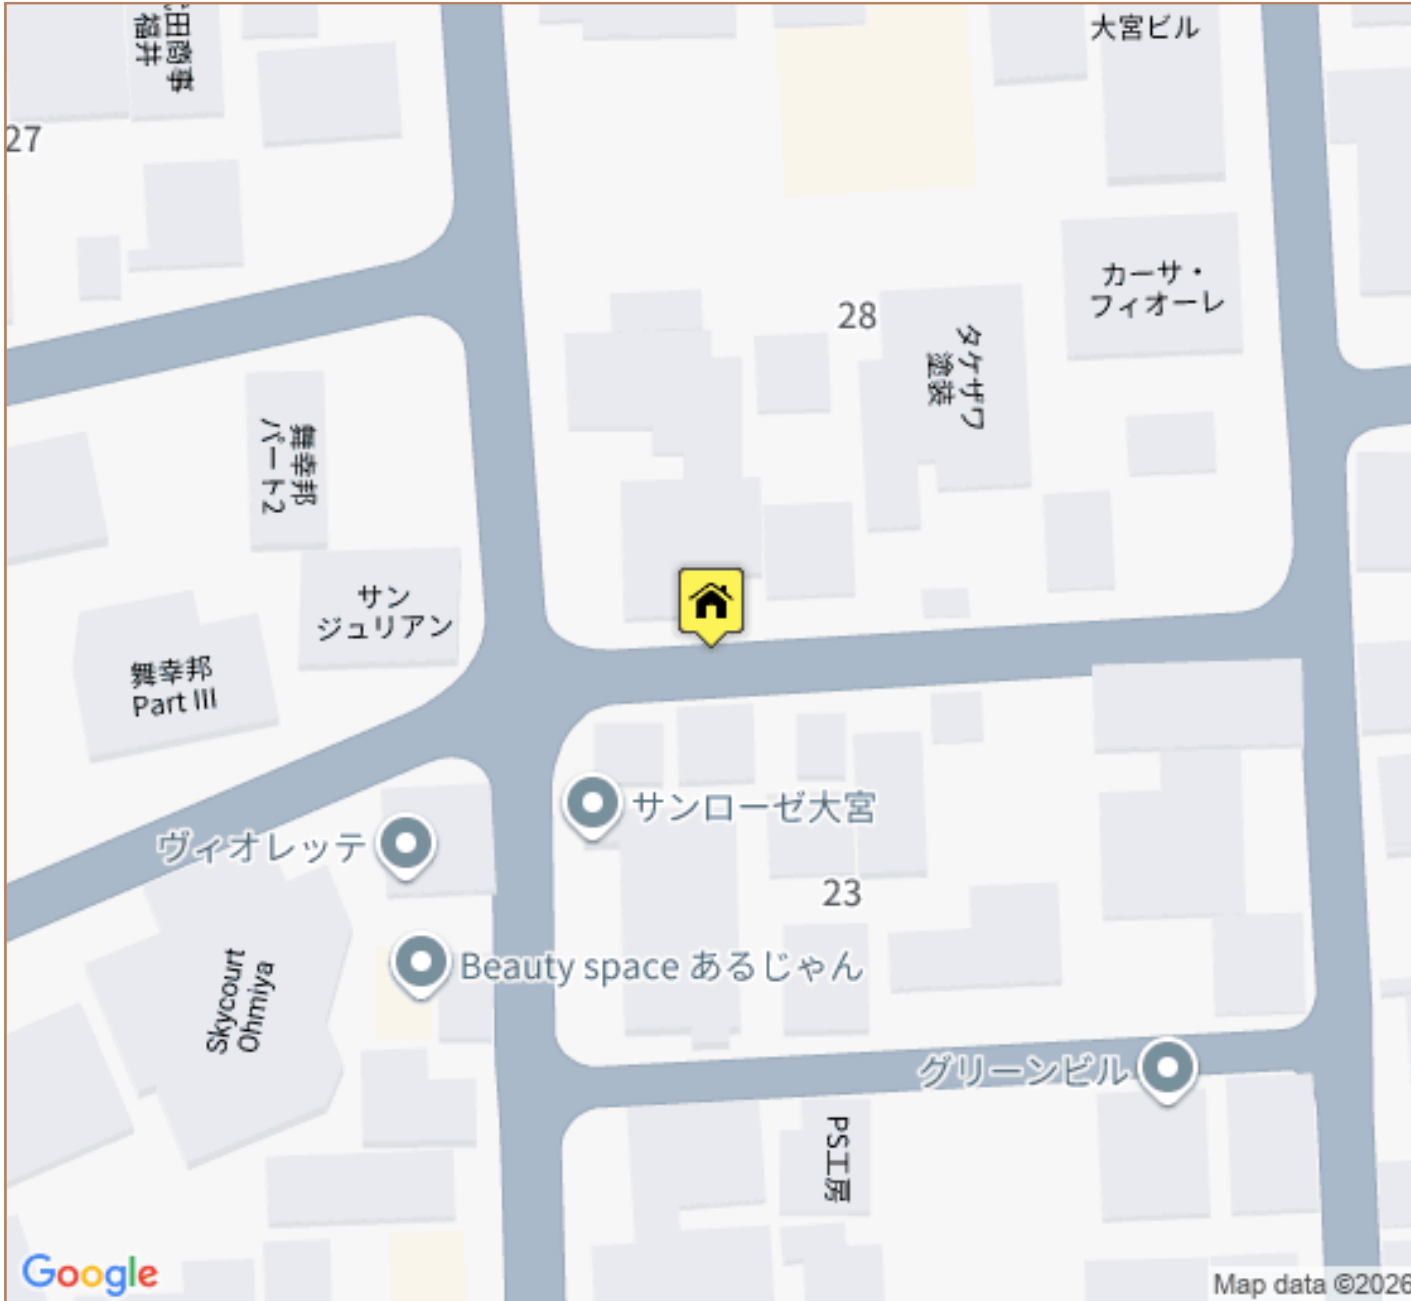 田商事
福井
大宮ビル
27
カーサ・
フィオーレ
28
タケザワ
塗装
舞幸邦
パート2
サン
ジュリアン
舞幸邦
Part III
サンローゼ大宮
ヴィオレッテ
23
Beauty space あるじゃん
Skycourt
Ohmiya
グリーンビル
PS工房
Google
Map data ©2026